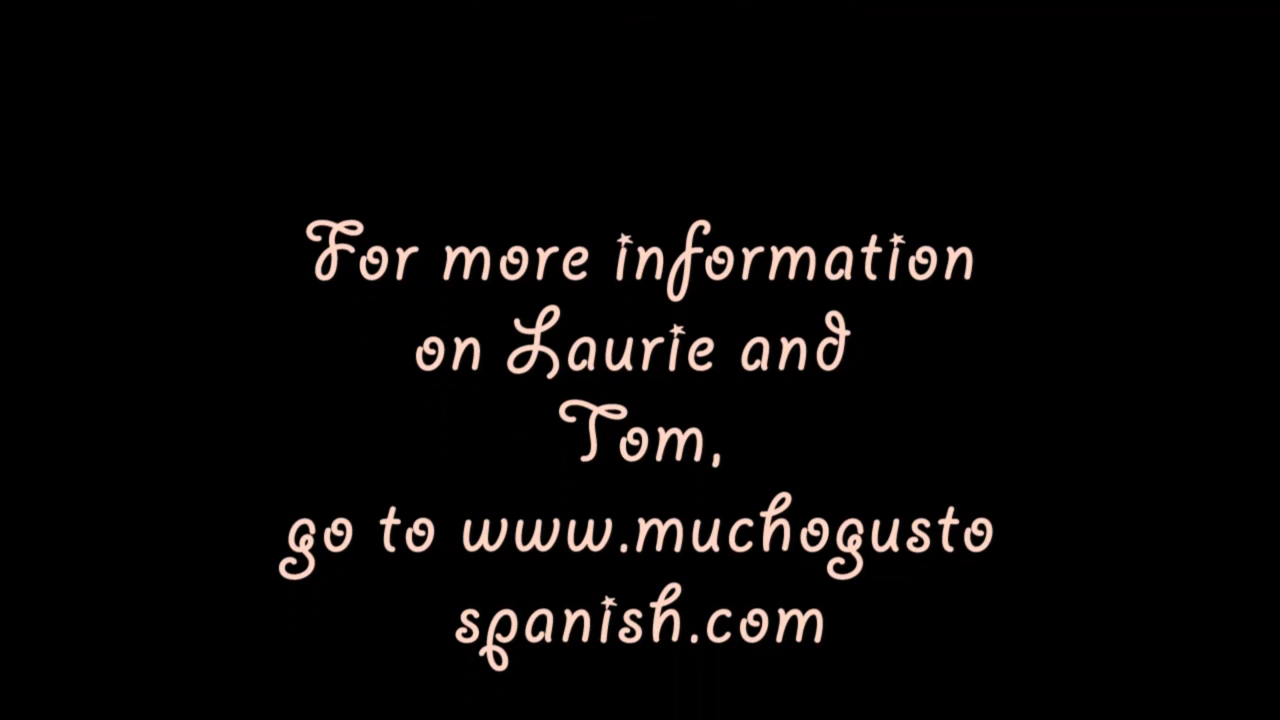 For more information
on Laurie and
Tom,
go to www.muchogusto
spanish.com